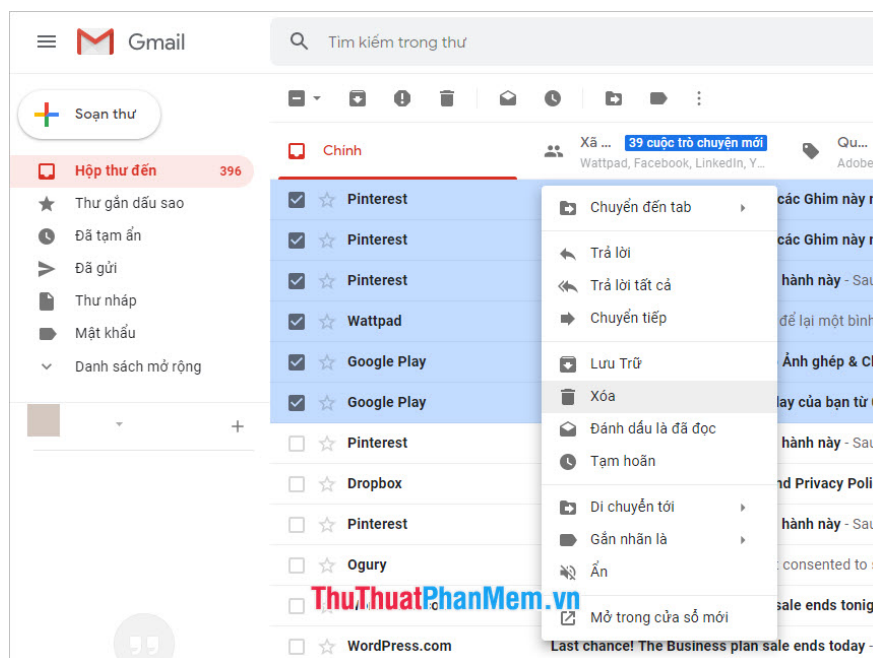 Gmail
Tìm kiếm trong thư
Soạn thư
Hộp thư đến 396
Thư gắn dấu sao
Đã tạm ẩn
Đã gửi
Thư nháp
Mật khẩu
Danh sách mở rộng
Chính
Xã ... 39 cuộc trò chuyện mới
Wattpad, Facebook, LinkedIn, Y...
Qu...
Adobe
Pinterest các Ghim này
Pinterest các Ghim này
Pinterest hành này - Sau
Wattpad để lại một bình
Google Play Ảnh ghép &
Google Play của bạn từ
Pinterest hành này - Sau
Dropbox and Privacy Poli
Pinterest hành này - Sau
Ogury consented to
sale ends tonig
WordPress.com Last chance! The Business plan sale ends today -
Chuyển đến tab
Trả lời
Trả lời tất cả
Chuyển tiếp
Lưu Trữ
Xóa
Đánh dấu là đã đọc
Tạm hoãn
Di chuyển tới
Gắn nhãn là
Ẩn
Mở trong cửa sổ mới
ThuThuatPhanMem.vn